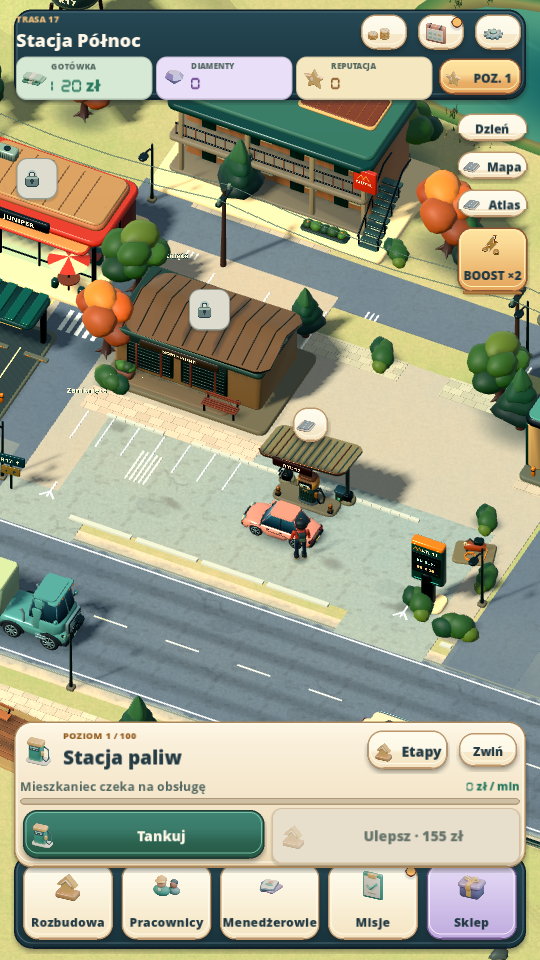 TRASA 17
Stacja Północ
GOTÓWKA
120 zł
DIAMENTY
0
REPUTACJA
0
POZ. 1
Dzień
Mapa
Atlas
BOOST ×2
JUNIPER
POZIOM 1 / 100
Stacja paliw
Etapy
Zwiń
Mieszkaniec czeka na obsługę
0 zł / min
Tankuj
Ulepsz · 155 zł
Rozbudowa
Pracownicy
Menedżerowie
Misje
Sklep